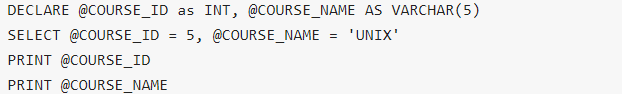 DECLARE @COURSE_ID as INT, @COURSE_NAME AS VARCHAR(5)
SELECT @COURSE_ID = 5, @COURSE_NAME = 'UNIX'
PRINT @COURSE_ID
PRINT @COURSE_NAME